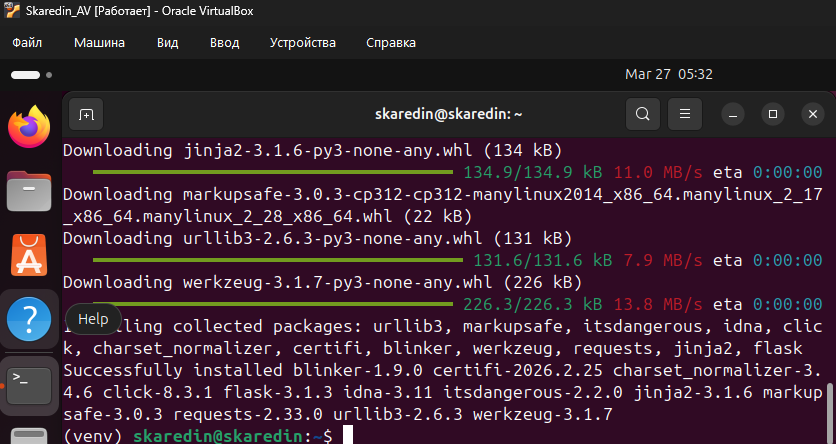 Skaredin_AV [Работает] - Oracle VirtualBox
Файл Машина Вид Ввод Устройства Справка
Mar 27 05:32
skaredin@skaredin: ~
Downloading jinja2-3.1.6-py3-none-any.whl (134 kB)
134.9/134.9 kB 11.0 MB/s eta 0:00:00
Downloading markupsafe-3.0.3-cp312-cp312-manylinux2014_x86_64.manylinux_2_17
_x86_64.manylinux_2_28_x86_64.whl (22 kB)
Downloading urllib3-2.6.3-py3-none-any.whl (131 kB)
131.6/131.6 kB 7.9 MB/s eta 0:00:00
Downloading werkzeug-3.1.7-py3-none-any.whl (226 kB)
226.3/226.3 kB 13.8 MB/s eta 0:00:00
Help
lling collected packages: urllib3, markupsafe, itsdangerous, idna, clic
k, charset_normalizer, certifi, blinker, werkzeug, requests, jinja2, flask
Successfully installed blinker-1.9.0 certifi-2026.2.25 charset_normalizer-3.
4.6 click-8.3.1 flask-3.1.3 idna-3.11 itsdangerous-2.2.0 jinja2-3.1.6 markup
safe-3.0.3 requests-2.33.0 urllib3-2.6.3 werkzeug-3.1.7
(venv) skaredin@skaredin:~$